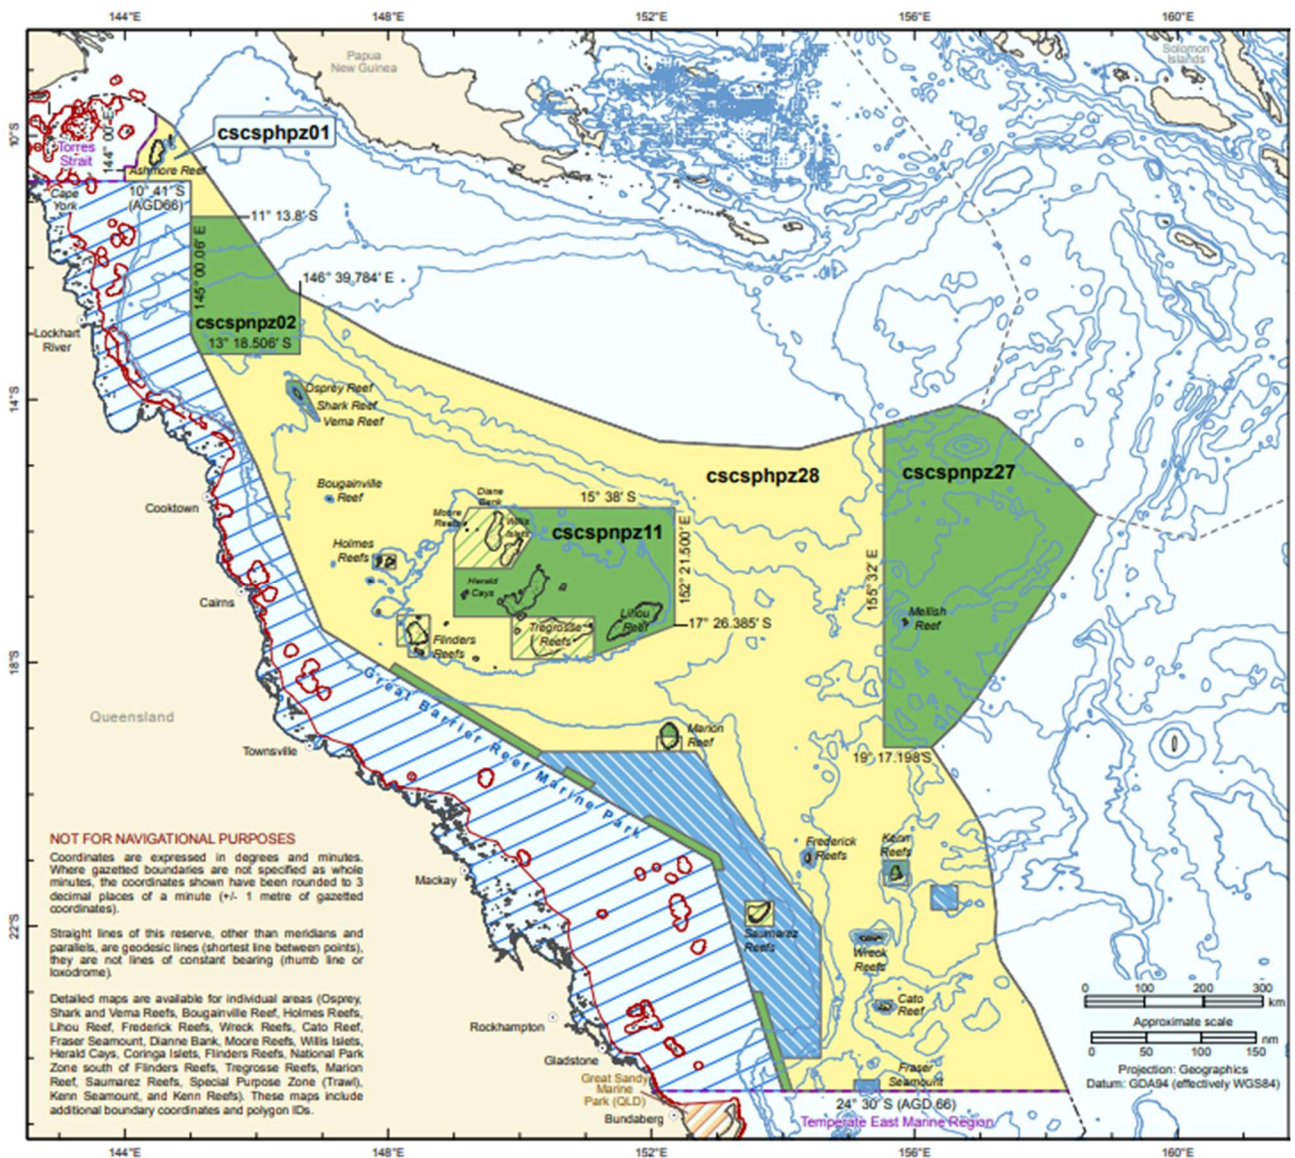 144°E 148°E 152°E 156°E 160°E
Papua
New Guinea
Solomon
Islands
10°S
14°S
18°S
22°S
144° 00' E
Torres
Strait
cscsphpz01
Ashmore Reef
Cape
York
10° 41' S
(AGD66)
11° 13.8' S
145° 00.06' E
146° 39.784' E
cscspnpz02
13° 18.506' S
Lockhart
River
Osprey Reef
Shark Reef
Vema Reef
cscsphpz28
cscspnpz27
Bougainville
Reef
Diane
Bank
15° 38' S
Cooktown
Moore
Reefs
Willis
Islets
cscspnpz11
152° 21.500' E
155° 32' E
Holmes
Reefs
Herald
Cays
Cairns
Lihou
Reef
Mellish
Reef
17° 26.385' S
Tregrosse
Reefs
Flinders
Reefs
Great Barrier Reef Marine Park
Queensland
Marion
Reef
Townsville
19° 17.198'S
NOT FOR NAVIGATIONAL PURPOSES
Coordinates are expressed in degrees and minutes.
Where gazetted boundaries are not specified as whole
minutes, the coordinates shown have been rounded to 3
decimal places of a minute (+/- 1 metre of gazetted
coordinates).
Straight lines of this reserve, other than meridians and
parallels, are geodesic lines (shortest line between points),
they are not lines of constant bearing (rhumb line or
loxodrome).
Detailed maps are available for individual areas (Osprey,
Shark and Vema Reefs, Bougainville Reef, Holmes Reefs,
Lihou Reef, Frederick Reefs, Wreck Reefs, Cato Reef,
Fraser Seamount, Dianne Bank, Moore Reefs, Willis Islets,
Herald Cays, Coringa Islets, Flinders Reefs, National Park
Zone south of Flinders Reefs, Tregrosse Reefs, Marion
Reef, Saumarez Reefs, Special Purpose Zone (Trawl),
Kenn Seamount, and Kenn Reefs). These maps include
additional boundary coordinates and polygon IDs.
Frederick
Reefs
Kenn
Reefs
Mackay
Saumarez
Reefs
Wreck
Reefs
Cato
Reef
Rockhampton
Gladstone
Fraser
Seamount
Great Sandy
Marine
Park (QLD)
Bundaberg
24° 30' S (AGD 66)
Temperate East Marine Region
0 100 200 300
km
Approximate scale
nm
0 50 100 150
Projection: Geographics
Datum: GDA94 (effectively WGS84)
144°E 148°E 152°E 156°E 160°E